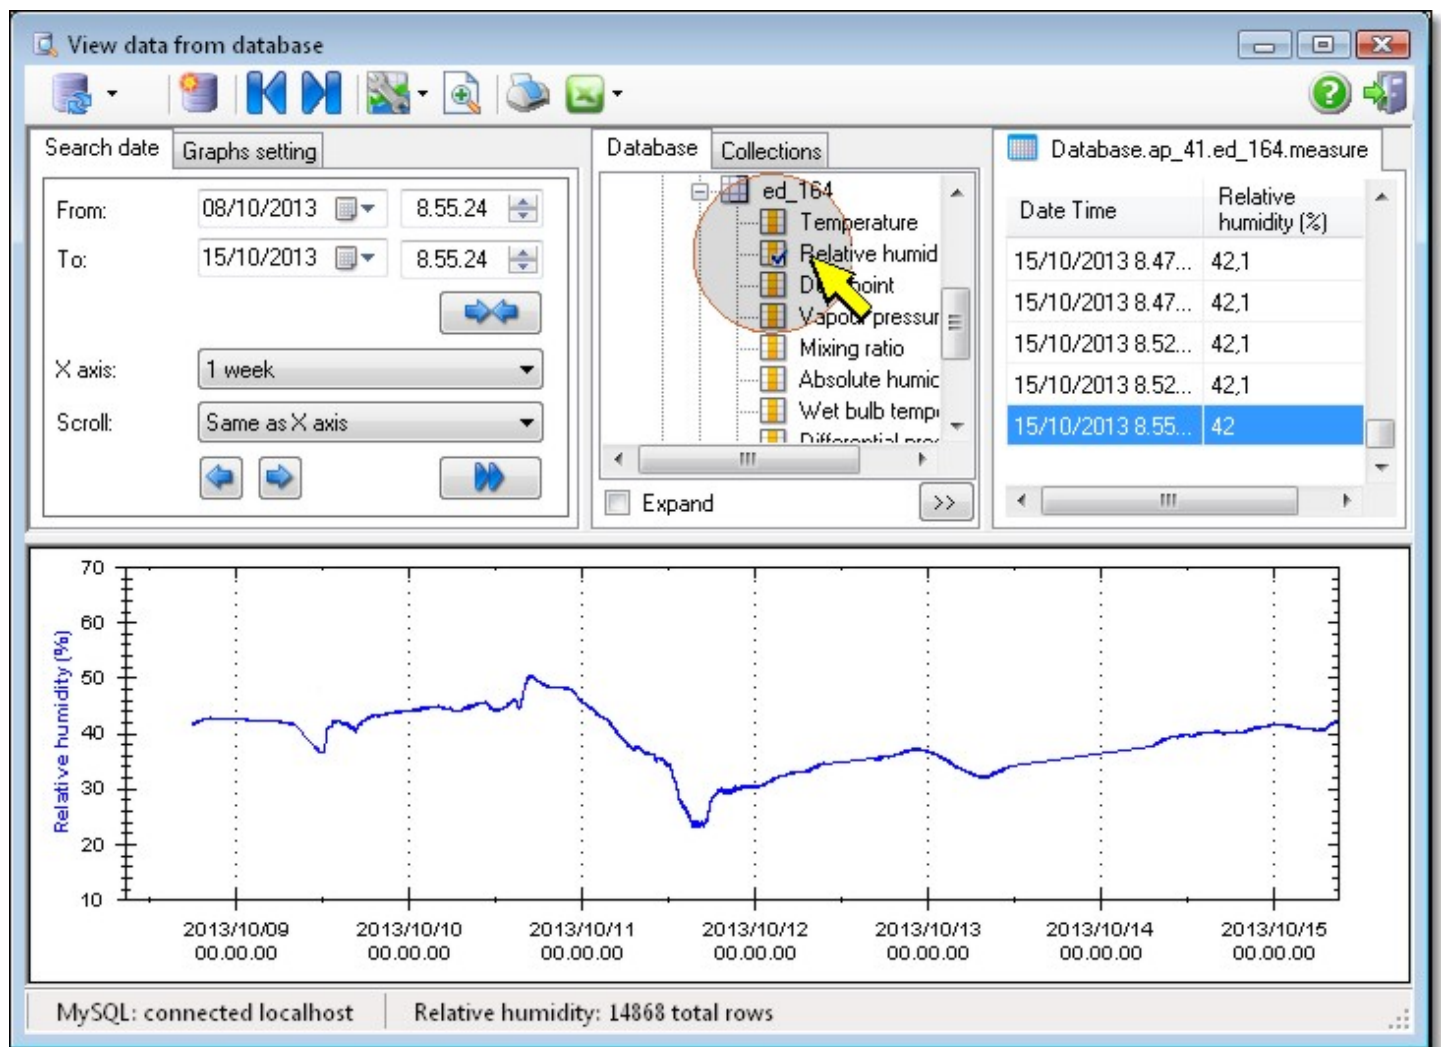 View data from database
Search date
Graphs setting
From:
08/10/2013
8.55.24
To:
15/10/2013
8.55.24
X axis:
1 week
Scroll:
Same as X axis
Database
Collections
ed_164
Temperature
Relative humid
point
Vapour pressur
Mixing ratio
Absolute humid
Wet bulb temp
Expand
>>
Database.ap_41.ed_164.measure
Date Time
Relative
humidity (%)
15/10/2013 8.47... 42,1
15/10/2013 8.47... 42,1
15/10/2013 8.52... 42,1
15/10/2013 8.52... 42,1
15/10/2013 8.55... 42
Relative humidity (%)
70
60
50
40
30
20
10
2013/10/09 2013/10/10 2013/10/11 2013/10/12 2013/10/13 2013/10/14 2013/10/15
00.00.00 00.00.00 00.00.00 00.00.00 00.00.00 00.00.00 00.00.00
MySQL: connected localhost
Relative humidity: 14868 total rows